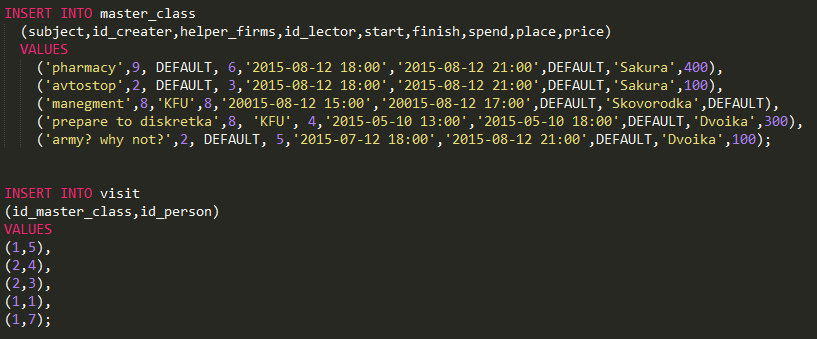 INSERT INTO master_class
(subject,id_creater,helper_firms,id_lector,start,finish,spend,place,price)
VALUES
('pharmacy',9, DEFAULT, 6,'2015-08-12 18:00','2015-08-12 21:00',DEFAULT,'Sakura',400),
('avtostop',2, DEFAULT, 3,'2015-08-12 18:00','2015-08-12 21:00',DEFAULT,'Sakura',100),
('manegment',8,'KFU',8,'20015-08-12 15:00','20015-08-12 17:00',DEFAULT,'Skovorodka',DEFAULT),
('prepare to diskretka',8, 'KFU', 4,'2015-05-10 13:00','2015-05-10 18:00',DEFAULT,'Dvoika',300),
('army? why not?',2, DEFAULT, 5,'2015-07-12 18:00','2015-08-12 21:00',DEFAULT,'Dvoika',100);
INSERT INTO visit
(id_master_class,id_person)
VALUES
(1,5),
(2,4),
(2,3),
(1,1),
(1,7);